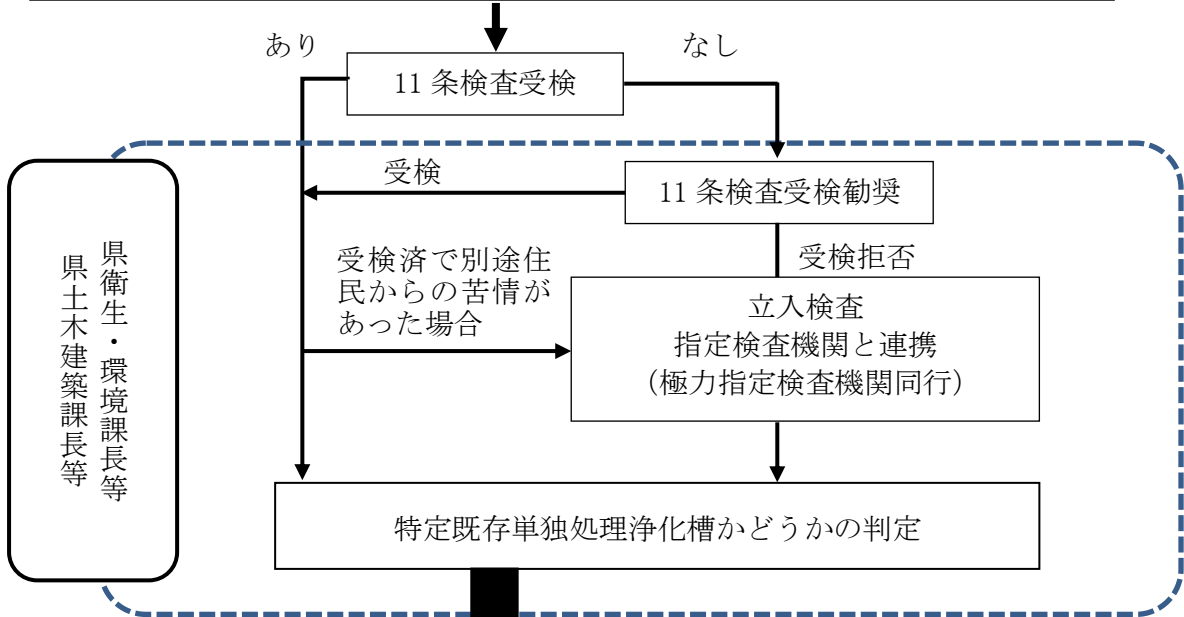 あり
なし
11 条検査受検
受検
11 条検査受検勧奨
受検済で別途住
民からの苦情が
あった場合
受検拒否
立入検査
指定検査機関と連携
(極力指定検査機関同行)
県衛生・環境課長等
県土木建築課長等
特定既存単独処理浄化槽かどうかの判定